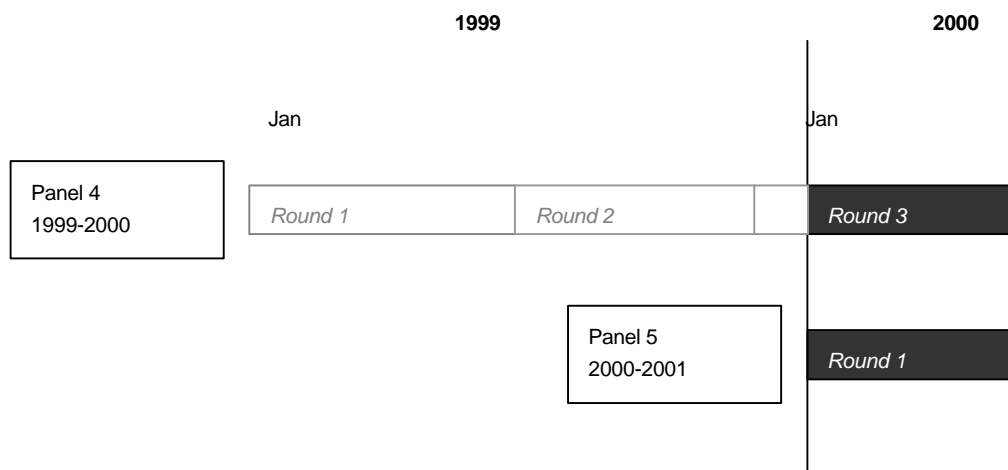 1999
2000
Jan
Jan
Panel 4
1999-2000
Round 1
Round 2
Round 3
Panel 5
2000-2001
Round 1